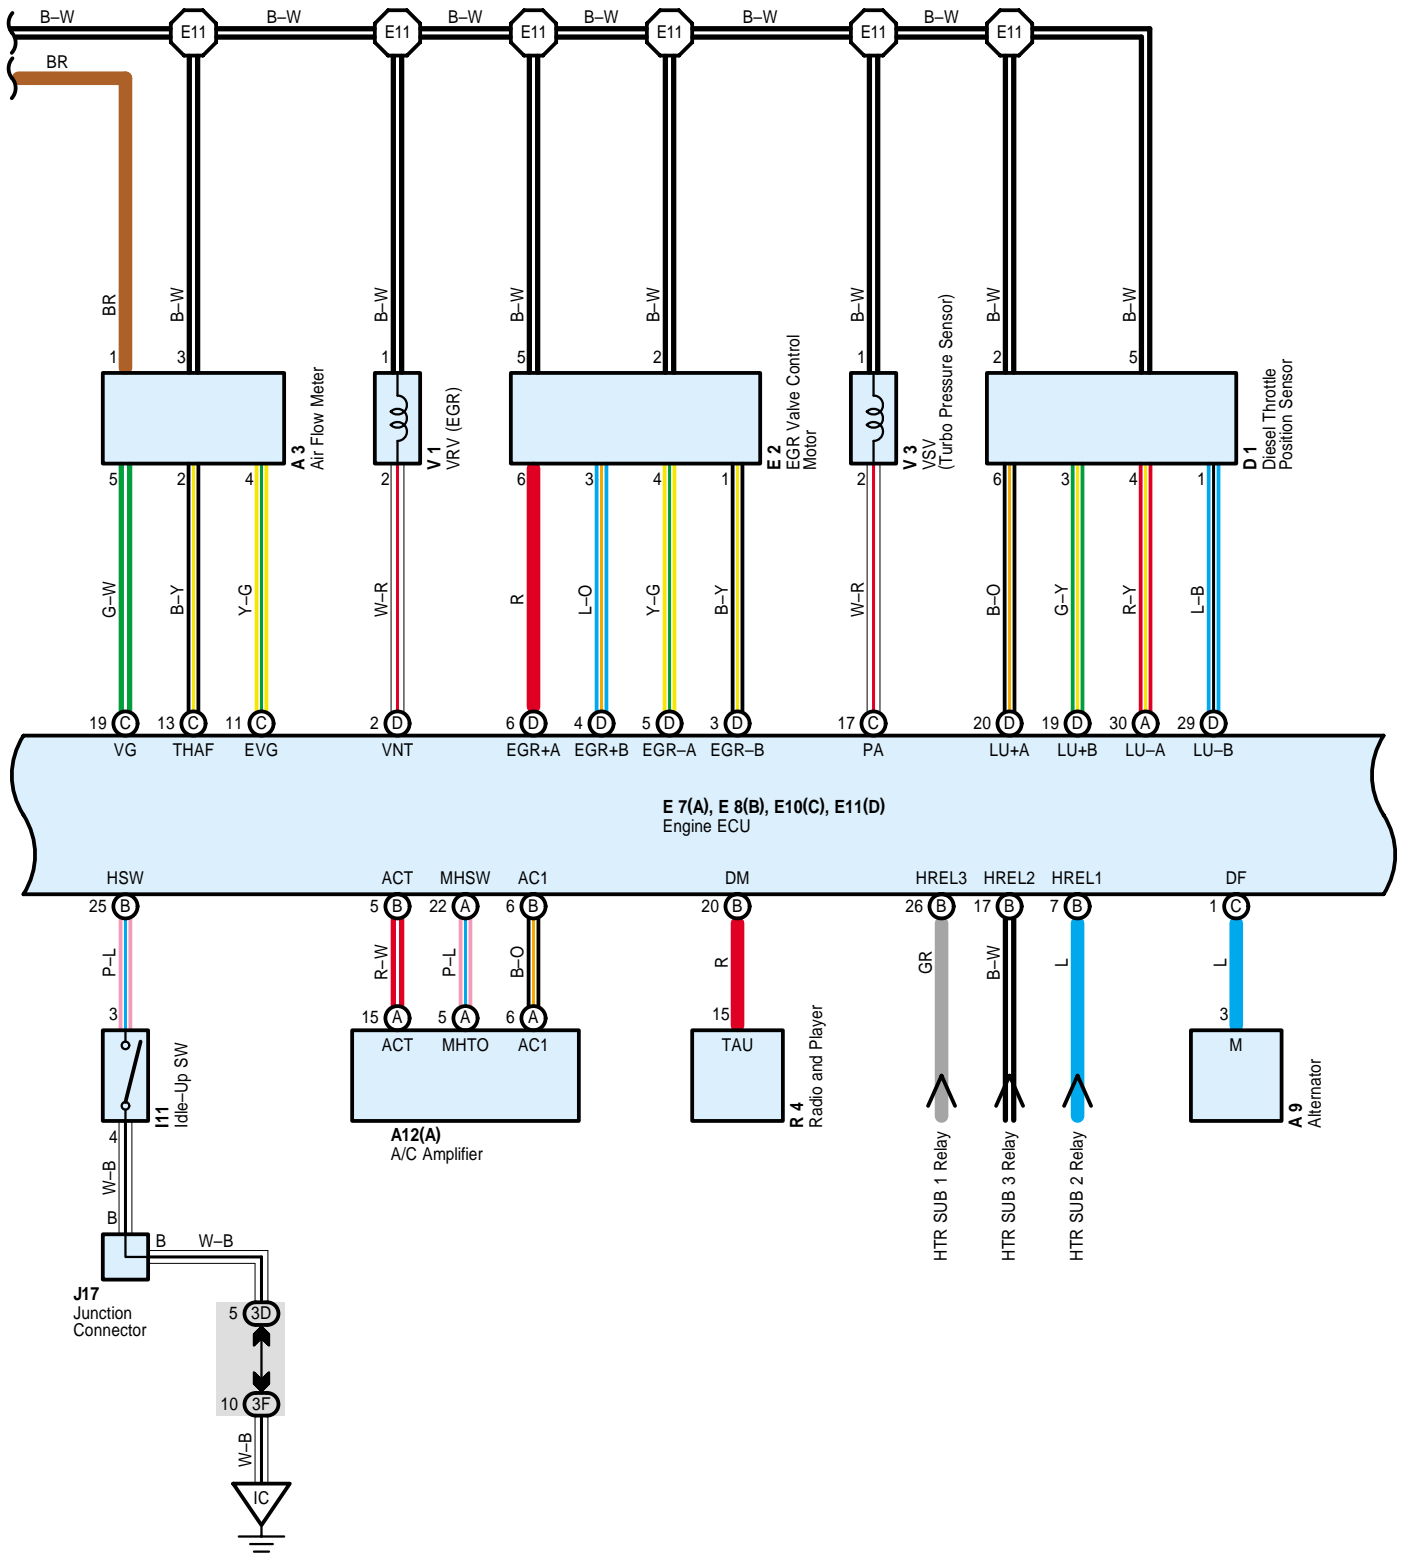 B–W B–W B–W B–W B–W B–W
E11 E11 E11 E11 E11 E11
BR
BR B–W B–W B–W B–W B–W B–W B–W
1 3 1 5 2 1 2 5
A 3
Air Flow Meter
V 1
VRV (EGR)
E 2
EGR Valve Control
Motor
V 3
VSV
(Turbo Pressure Sensor)
D 1
Diesel Throttle
Position Sensor
5 2 4 2 6 3 4 1 2 6 3 4 1
G–W B–Y Y–G W–R R L–O Y–G B–Y W–R B–O G–Y R–Y L–B
19 C 13 C 11 C 2 D 6 D 4 D 5 D 3 D 17 C 20 D 19 D 30 A 29 D
VG THAF EVG VNT EGR+A EGR+B EGR–A EGR–B PA LU+A LU+B LU–A LU–B
E 7(A), E 8(B), E10(C), E11(D)
Engine ECU
HSW ACT MHSW AC1 DM HREL3 HREL2 HREL1 DF
25 B 5 B 22 A 6 B 20 B 26 B 17 B 7 B 1 C
P–L R–W P–L B–O R GR B–W L L
3 15 A 5 A 6 A 15 3
ACT MHTO AC1 TAU M
I11
Idle–Up SW
A12(A)
A/C Amplifier
R 4
Radio and Player
HTR SUB 1 Relay
HTR SUB 3 Relay
HTR SUB 2 Relay
A 9
Alternator
4
W–B
B
B W–B
J17
Junction
Connector
5 3D
10 3F
W–B
IC